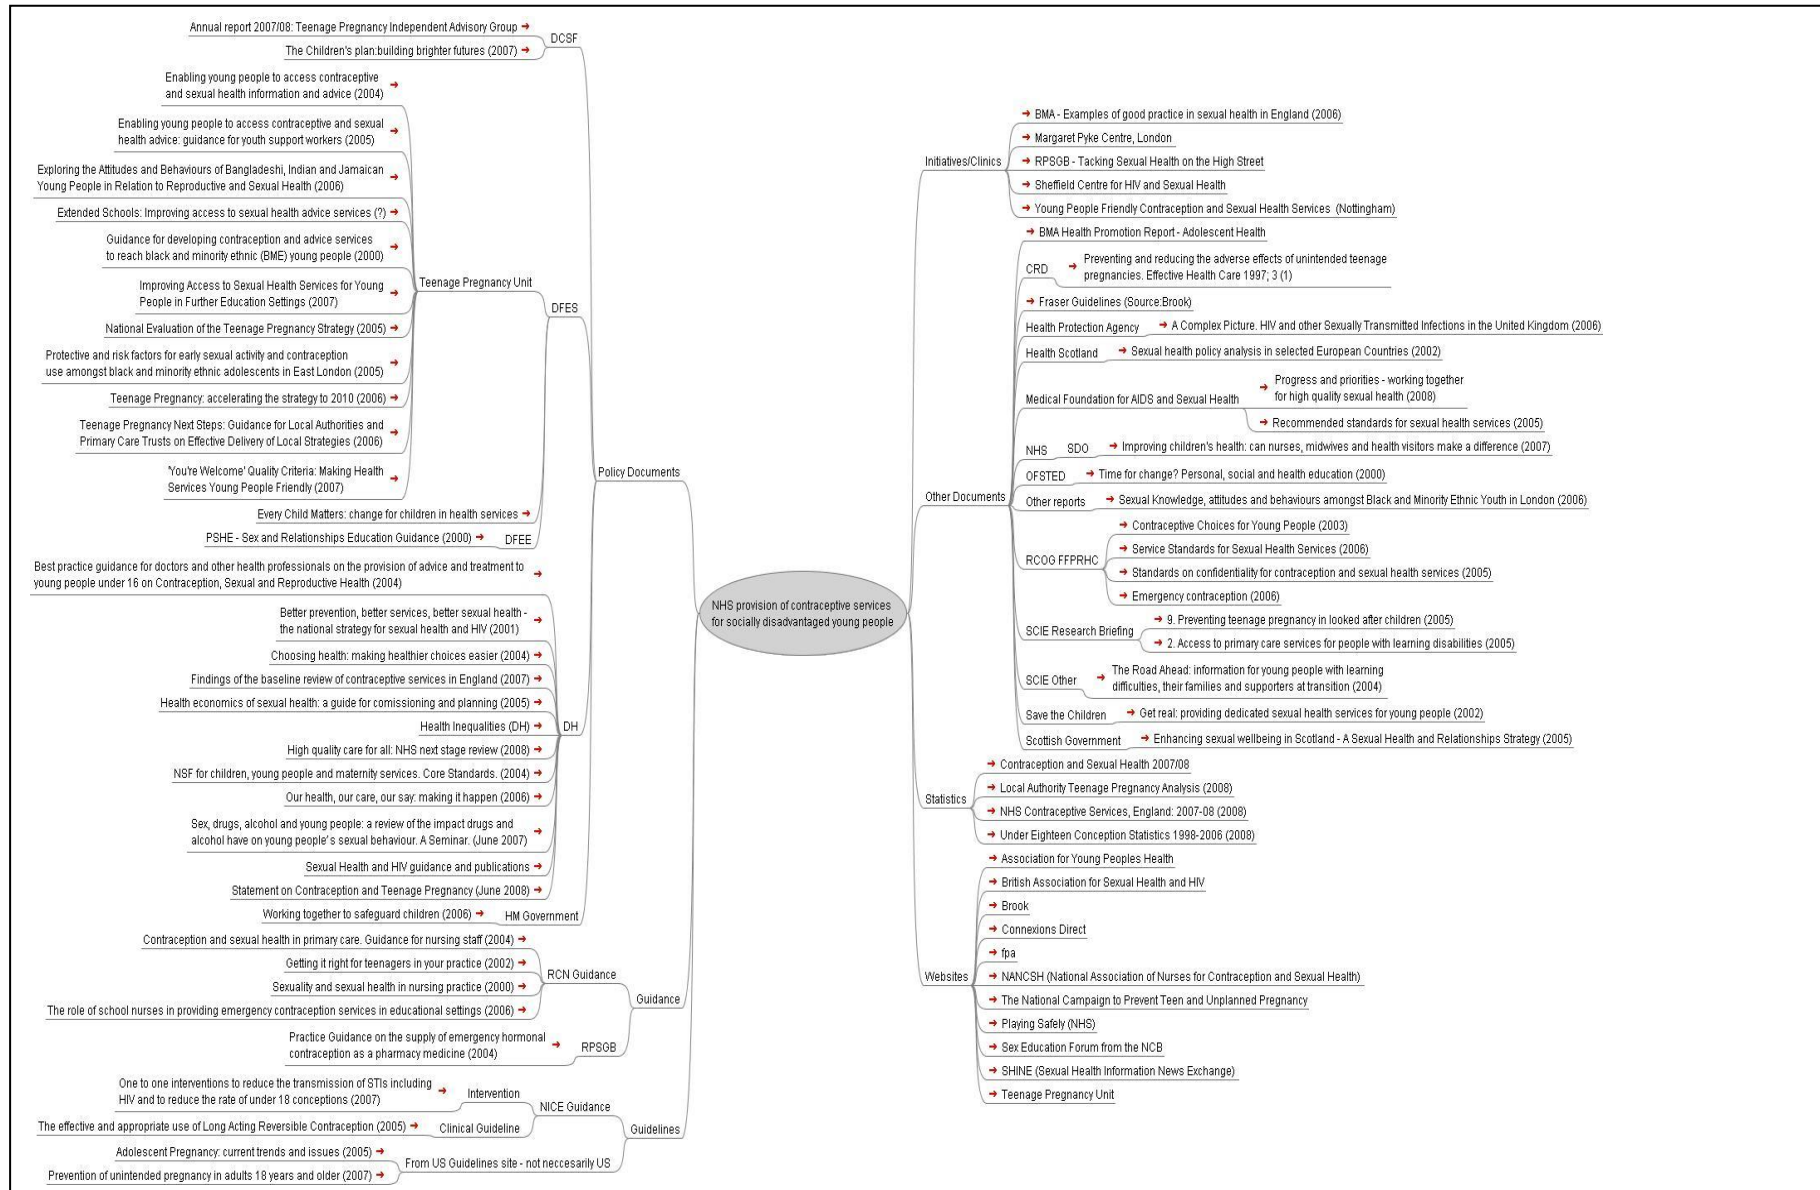 Annual report 2007/08: Teenage Pregnancy Independent Advisory Group
DCSF
The Children's plan:building brighter futures (2007)
Enabling young people to access contraceptive
and sexual health information and advice (2004)
Enabling young people to access contraceptive and sexual
health advice: guidance for youth support workers (2005)
Exploring the Attitudes and Behaviours of Bangladeshi, Indian and Jamaican
Young People in Relation to Reproductive and Sexual Health (2006)
Extended Schools: Improving access to sexual health advice services (?)
Guidance for developing contraception and advice services
to reach black and minority ethnic (BME) young people (2000)
Teenage Pregnancy Unit
Improving Access to Sexual Health Services for Young
People in Further Education Settings (2007)
DFES
National Evaluation of the Teenage Pregnancy Strategy (2005)
Protective and risk factors for early sexual activity and contraception
use amongst black and minority ethnic adolescents in East London (2005)
Teenage Pregnancy: accelerating the strategy to 2010 (2006)
Teenage Pregnancy Next Steps: Guidance for Local Authorities and
Primary Care Trusts on Effective Delivery of Local Strategies (2006)
'You're Welcome' Quality Criteria: Making Health
Services Young People Friendly (2007)
Policy Documents
Every Child Matters: change for children in health services
PSHE - Sex and Relationships Education Guidance (2000)
DFEE
Best practice guidance for doctors and other health professionals on the provision of advice and treatment to
young people under 16 on Contraception, Sexual and Reproductive Health (2004)
Better prevention, better services, better sexual health -
the national strategy for sexual health and HIV (2001)
Choosing health: making healthier choices easier (2004)
Findings of the baseline review of contraceptive services in England (2007)
Health economics of sexual health: a guide for comissioning and planning (2005)
Health Inequalities (DH)
DH
High quality care for all: NHS next stage review (2008)
NSF for children, young people and maternity services. Core Standards. (2004)
Our health, our care, our say: making it happen (2006)
Sex, drugs, alcohol and young people: a review of the impact drugs and
alcohol have on young people's sexual behaviour. A Seminar. (June 2007)
Sexual Health and HIV guidance and publications
Statement on Contraception and Teenage Pregnancy (June 2008)
Working together to safeguard children (2006)
HM Government
Contraception and sexual health in primary care. Guidance for nursing staff (2004)
Getting it right for teenagers in your practice (2002)
RCN Guidance
Sexuality and sexual health in nursing practice (2000)
The role of school nurses in providing emergency contraception services in educational settings (2006)
Guidance
Practice Guidance on the supply of emergency hormonal
contraception as a pharmacy medicine (2004)
RPSGB
One to one interventions to reduce the transmission of STIs including
HIV and to reduce the rate of under 18 conceptions (2007)
Intervention
NICE Guidance
The effective and appropriate use of Long Acting Reversible Contraception (2005)
Clinical Guideline
Guidelines
Adolescent Pregnancy: current trends and issues (2005)
From US Guidelines site - not neccesarily US
Prevention of unintended pregnancy in adults 18 years and older (2007)
NHS provision of contraceptive services
for socially disadvantaged young people
Initiatives/Clinics
BMA - Examples of good practice in sexual health in England (2006)
Margaret Pyke Centre, London
RPSGB - Tacking Sexual Health on the High Street
Sheffield Centre for HIV and Sexual Health
Young People Friendly Contraception and Sexual Health Services (Nottingham)
Other Documents
BMA Health Promotion Report - Adolescent Health
CRD
Preventing and reducing the adverse effects of unintended teenage
pregnancies. Effective Health Care 1997; 3 (1)
Fraser Guidelines (Source:Brook)
Health Protection Agency
A Complex Picture. HIV and other Sexually Transmitted Infections in the United Kingdom (2006)
Health Scotland
Sexual health policy analysis in selected European Countries (2002)
Medical Foundation for AIDS and Sexual Health
Progress and priorities - working together
for high quality sexual health (2008)
Recommended standards for sexual health services (2005)
NHS
SDO
Improving children's health: can nurses, midwives and health visitors make a difference (2007)
OFSTED
Time for change? Personal, social and health education (2000)
Other reports
Sexual Knowledge, attitudes and behaviours amongst Black and Minority Ethnic Youth in London (2006)
RCOG FFPRHC
Contraceptive Choices for Young People (2003)
Service Standards for Sexual Health Services (2006)
Standards on confidentiality for contraception and sexual health services (2005)
Emergency contraception (2006)
SCIE Research Briefing
9. Preventing teenage pregnancy in looked after children (2005)
2. Access to primary care services for people with learning disabilities (2005)
SCIE Other
The Road Ahead: information for young people with learning
difficulties, their families and supporters at transition (2004)
Save the Children
Get real: providing dedicated sexual health services for young people (2002)
Scottish Government
Enhancing sexual wellbeing in Scotland - A Sexual Health and Relationships Strategy (2005)
Statistics
Contraception and Sexual Health 2007/08
Local Authority Teenage Pregnancy Analysis (2008)
NHS Contraceptive Services, England: 2007-08 (2008)
Under Eighteen Conception Statistics 1998-2006 (2008)
Websites
Association for Young Peoples Health
British Association for Sexual Health and HIV
Brook
Connexions Direct
fpa
NANCSH (National Association of Nurses for Contraception and Sexual Health)
The National Campaign to Prevent Teen and Unplanned Pregnancy
Playing Safely (NHS)
Sex Education Forum from the NCB
SHINE (Sexual Health Information News Exchange)
Teenage Pregnancy Unit